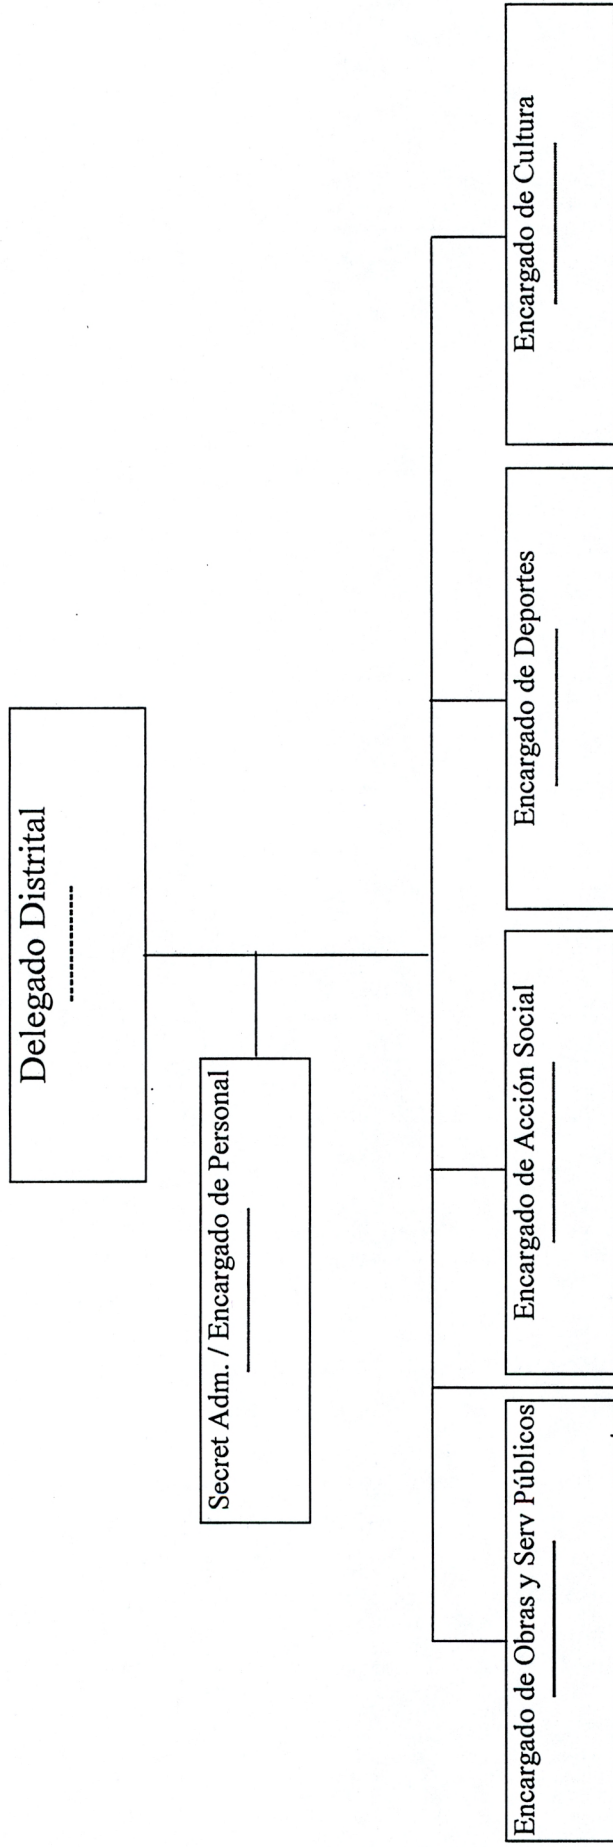 Delegado Distrital
Secret Adm. / Encargado de Personal
Encargado de Obras y Serv Públicos
Encargado de Acción Social
Encargado de Deportes
Encargado de Cultura